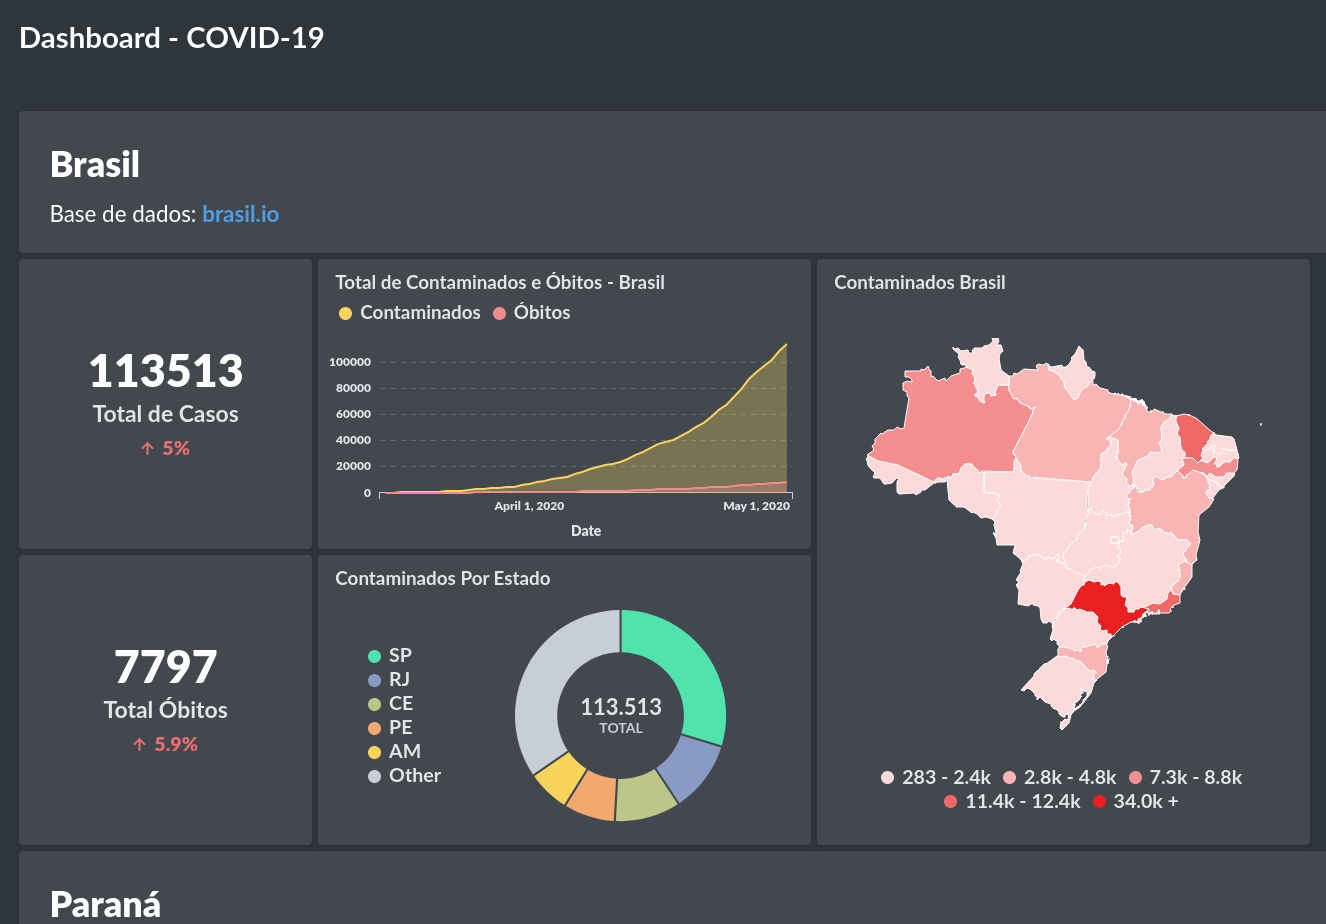 Dashboard - COVID-19
Brasil
Base de dados: brasil.io
113513
Total de Casos
↑ 5%
Total de Contaminados e Óbitos - Brasil
Contaminados Óbitos
100000
80000
60000
40000
20000
0
April 1, 2020 May 1, 2020
Date
Contaminados Brasil
283 - 2.4k 2.8k - 4.8k 7.3k - 8.8k
11.4k - 12.4k 34.0k +
7797
Total Óbitos
↑ 5.9%
Contaminados Por Estado
SP
RJ
CE
PE
AM
Other
113.513
TOTAL
Paraná